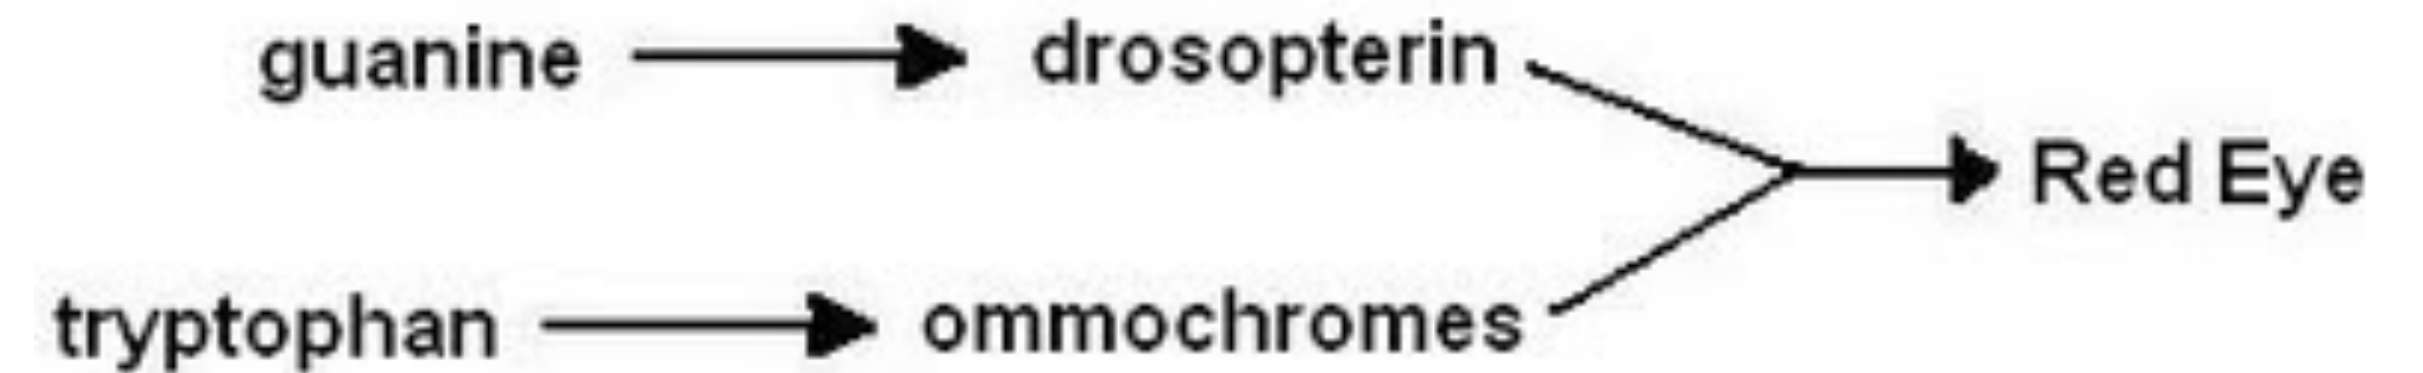 guanine drosopterin
Red Eye
tryptophan ommochromes